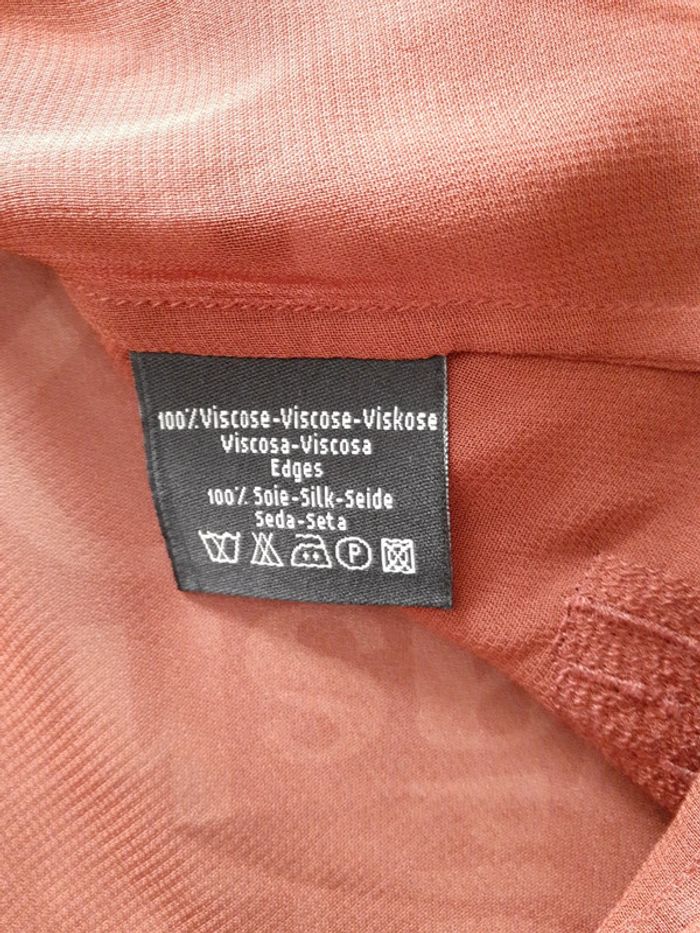 100% Viscose-Viscose-Viskose
Viscosa-Viscosa
Edges
100% Soie-Silk-Seide
Seda-Seta
P